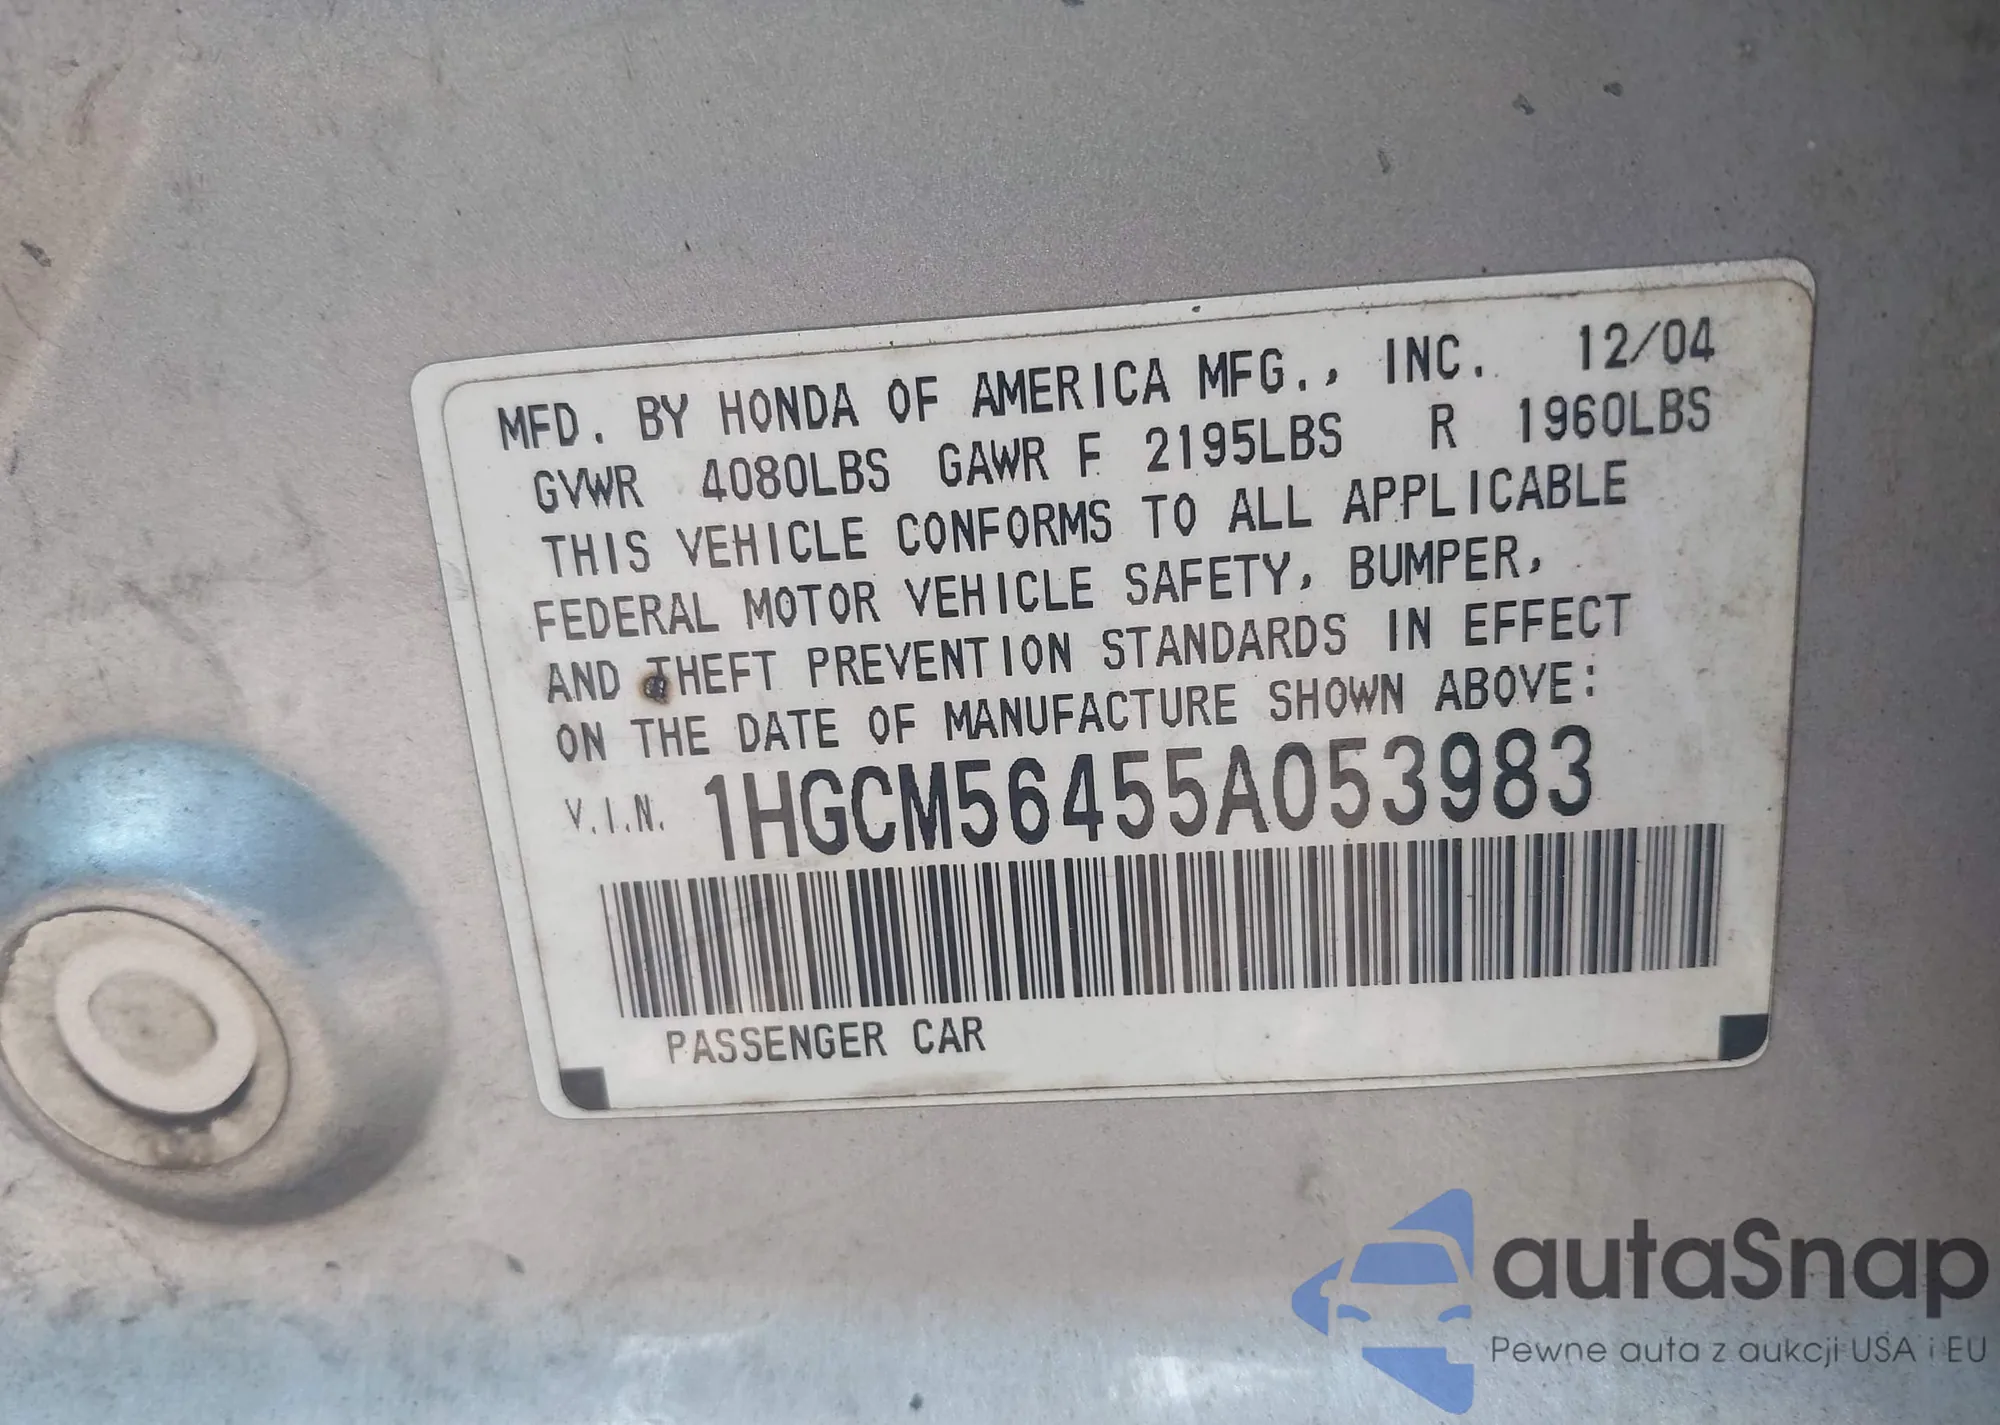 MFD. BY HONDA OF AMERICA MFG., INC. 12/04
GVWR 4080LBS GAWR F 2195LBS R 1960LBS
THIS VEHICLE CONFORMS TO ALL APPLICABLE
FEDERAL MOTOR VEHICLE SAFETY, BUMPER,
AND THEFT PREVENTION STANDARDS IN EFFECT
ON THE DATE OF MANUFACTURE SHOWN ABOVE:
V.I.N. 1HGCM56455A053983
PASSENGER CAR
autaSnap
Pewne auta z aukcji USA i EU